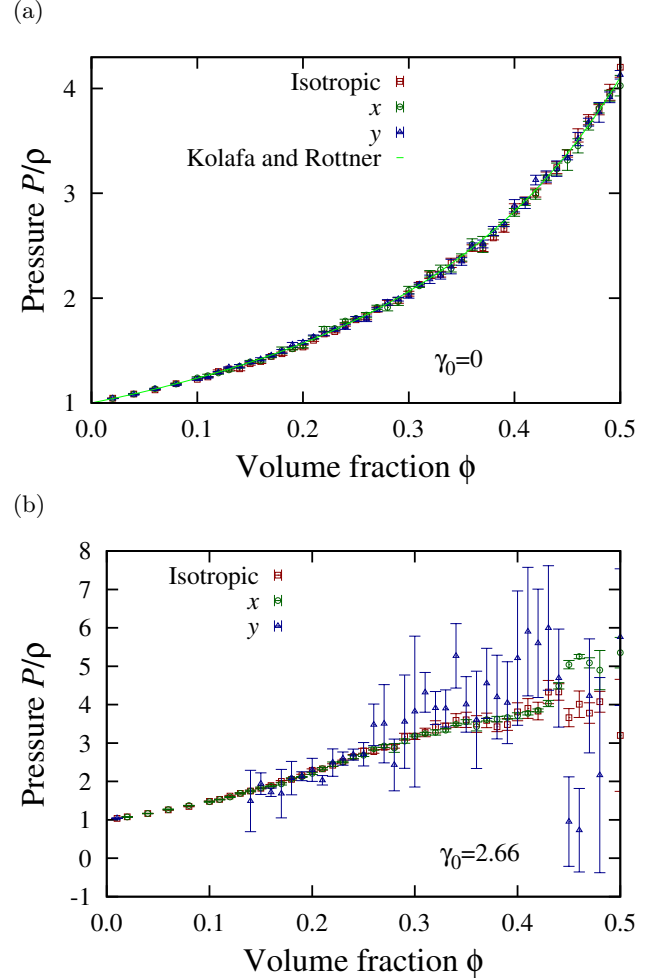 (a)
Pressure P/ρ
4
3
2
1
Isotropic
x
y
Kolafa and Rottner
γ₀=0
0.0 0.1 0.2 0.3 0.4 0.5
Volume fraction ϕ
(b)
Pressure P/ρ
8
7
6
5
4
3
2
1
0
-1
Isotropic
x
y
γ₀=2.66
0.0 0.1 0.2 0.3 0.4 0.5
Volume fraction ϕ